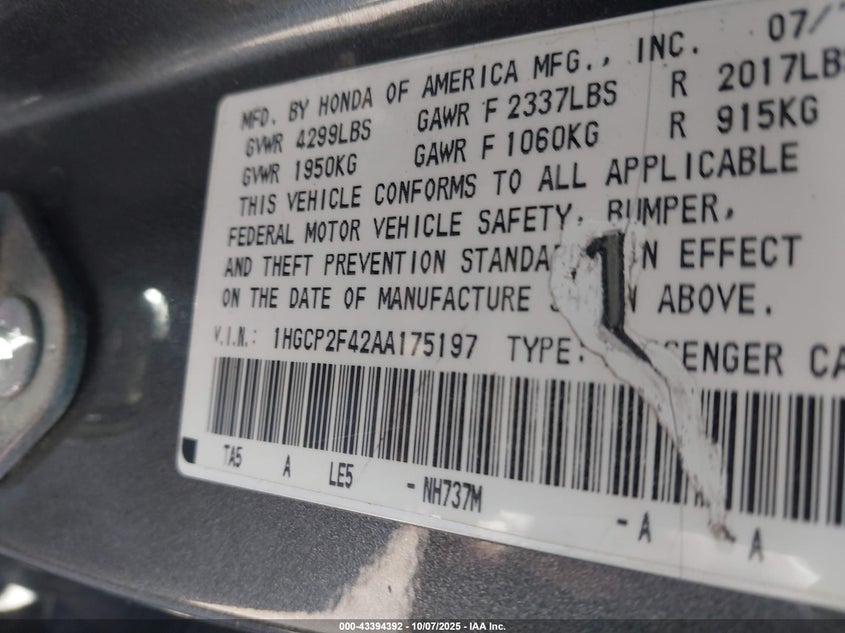 07/
MFD. BY HONDA OF AMERICA MFG., INC.
GVWR 4299LBS GAWR F 2337LBS R 2017LBS
GVWR 1950KG GAWR F 1060KG R 915KG
THIS VEHICLE CONFORMS TO ALL APPLICABLE
FEDERAL MOTOR VEHICLE SAFETY, BUMPER,
AND THEFT PREVENTION STANDA N EFFECT
ON THE DATE OF MANUFACTURE S N ABOVE.
V.I.N.: 1HGCP2F42AA175197 TYPE: SENGER CA
TA5 A LE5 - NH737M - A A
000-43394392 | 10/07/2025 - IAA Inc.